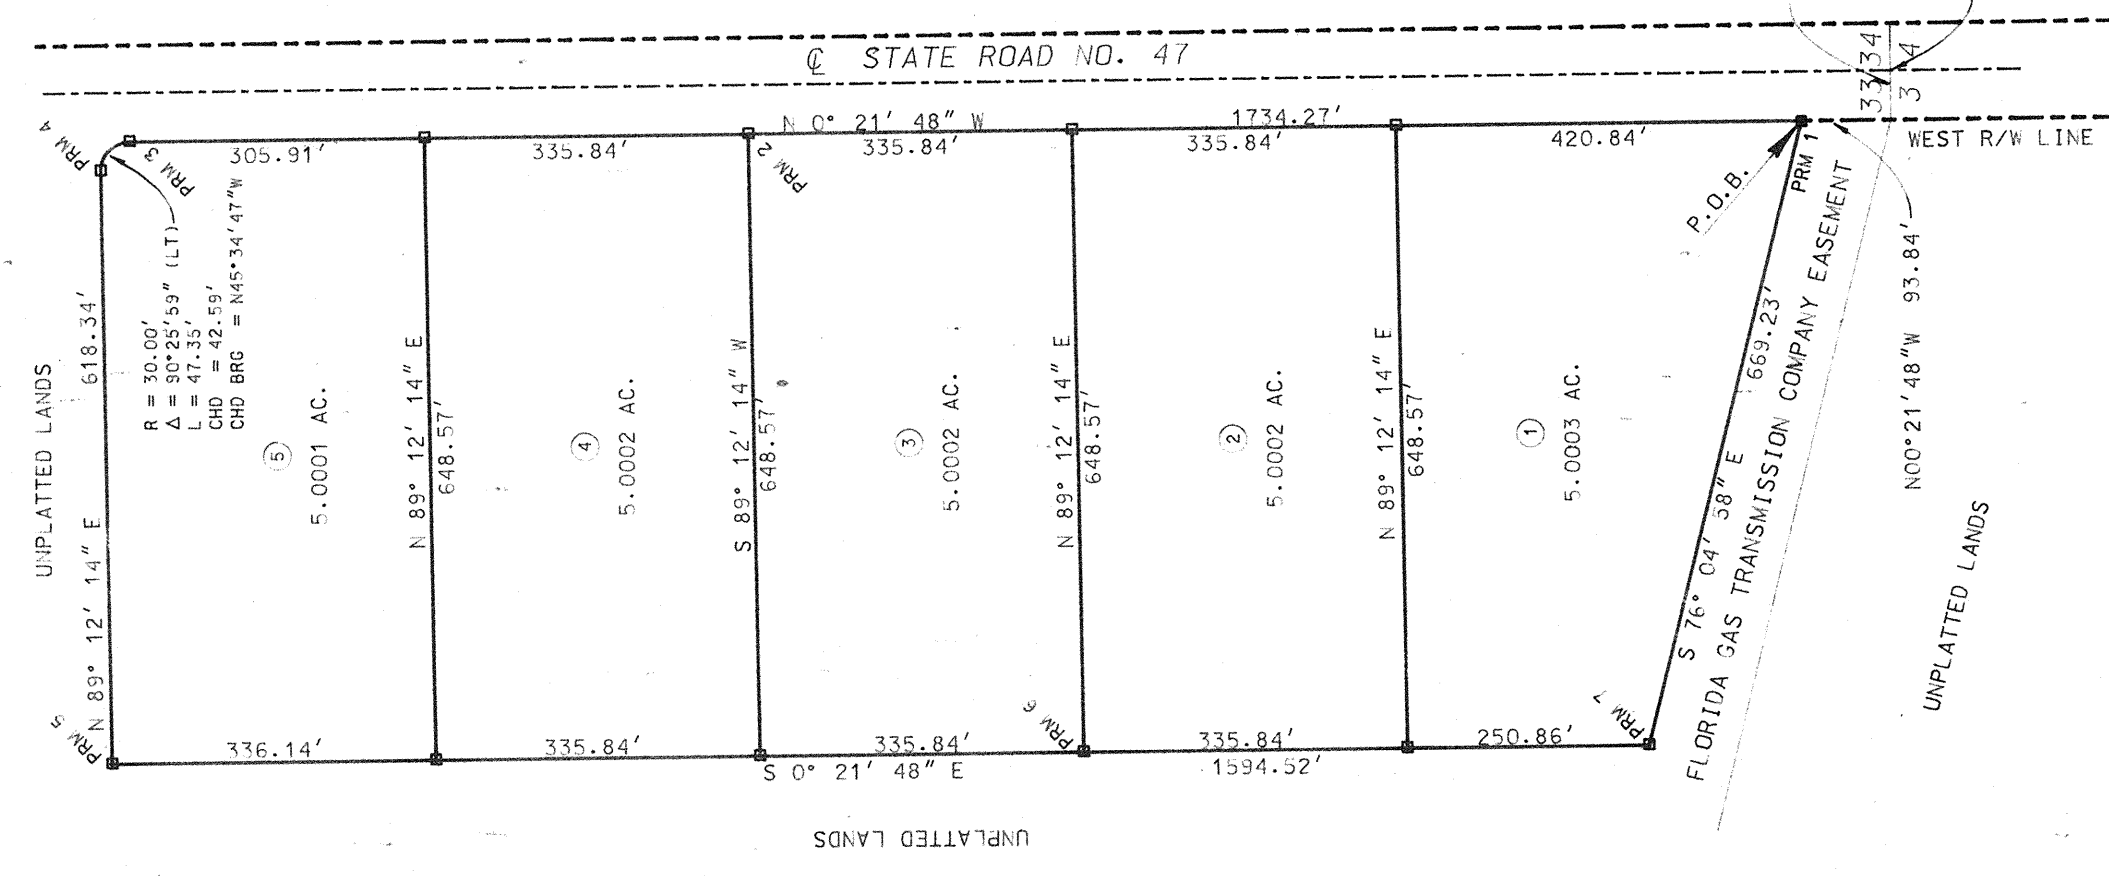 ℄ STATE ROAD NO. 47
33 34
3 4
N 0° 21' 48" W
1734.27'
305.91'
335.84'
335.84'
335.84'
420.84'
WEST R/W LINE
PRM 4
PRM 3
PRM 2
PRM 1
P.O.B.
R = 30.00'
Δ = 90°25'59" (LT)
L = 47.35'
CHD = 42.59'
CHD BRG = N45°34'47"W
UNPLATTED LANDS
N 89° 12' 14" E
618.34'
5
5.0001 AC.
N 89° 12' 14" E
648.57'
4
5.0002 AC.
S 89° 12' 14" W
648.57'
3
5.0002 AC.
N 89° 12' 14" E
648.57'
2
5.0002 AC.
N 89° 12' 14" E
648.57'
1
5.0003 AC.
S 76° 04' 58" E
669.23'
FLORIDA GAS TRANSMISSION COMPANY EASEMENT
N00°21'48"W 93.84'
UNPLATTED LANDS
PRM 5
PRM 6
PRM 7
336.14'
335.84'
335.84'
335.84'
250.86'
S 0° 21' 48" E
1594.52'
UNPLATTED LANDS